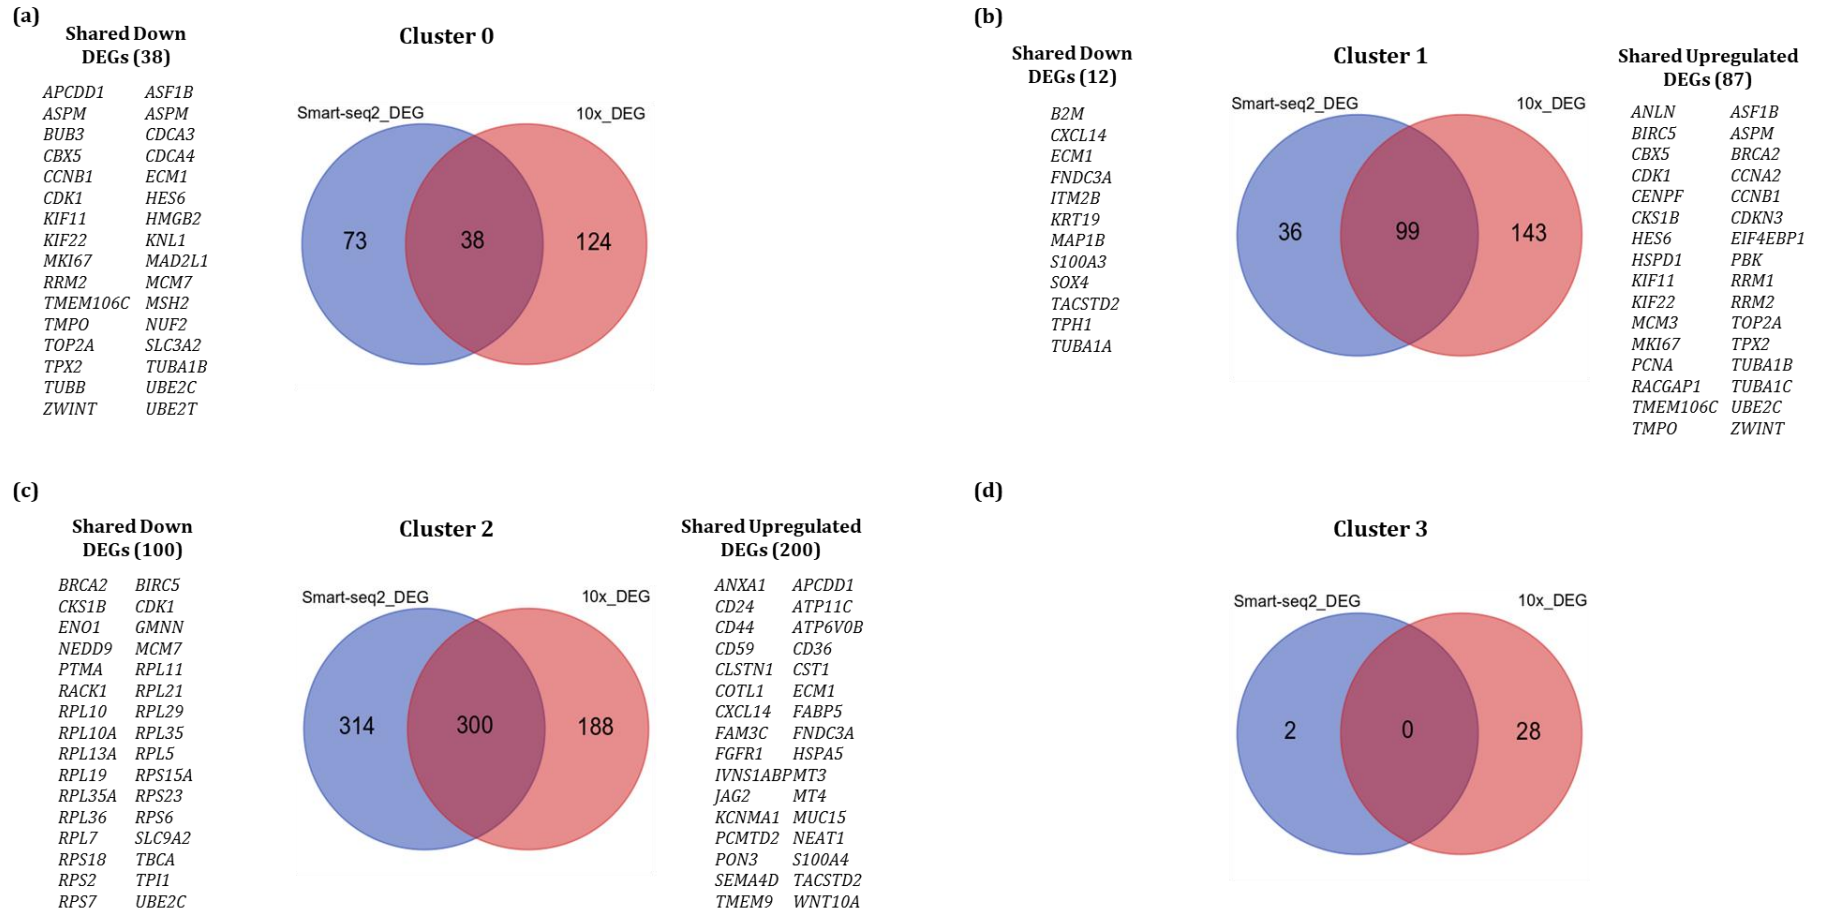 (a)
Shared Down
DEGs (38)
Cluster 0
APCDD1 ASF1B
ASPM ASPM
BUB3 CDCA3
CBX5 CDCA4
CCNB1 ECM1
CDK1 HES6
KIF11 HMGB2
KIF22 KNL1
MKI67 MAD2L1
RRM2 MCM7
TMEM106C MSH2
TMPO NUF2
TOP2A SLC3A2
TPX2 TUBA1B
TUBB UBE2C
ZWINT UBE2T
Smart-seq2_DEG 10x_DEG
73 38 124
(b)
Shared Down
DEGs (12)
Cluster 1
Shared Upregulated
DEGs (87)
B2M
CXCL14
ECM1
FNDC3A
ITM2B
KRT19
MAP1B
S100A3
SOX4
TACSTD2
TPH1
TUBA1A
Smart-seq2_DEG 10x_DEG
36 99 143
ANLN ASF1B
BIRC5 ASPM
CBX5 BRCA2
CDK1 CCNA2
CENPF CCNB1
CKS1B CDKN3
HES6 EIF4EBP1
HSPD1 PBK
KIF11 RRM1
KIF22 RRM2
MCM3 TOP2A
MKI67 TPX2
PCNA TUBA1B
RACGAP1 TUBA1C
TMEM106C UBE2C
TMPO ZWINT
(c)
Shared Down
DEGs (100)
Cluster 2
Shared Upregulated
DEGs (200)
BRCA2 BIRC5
CKS1B CDK1
ENO1 GMNN
NEDD9 MCM7
PTMA RPL11
RACK1 RPL21
RPL10 RPL29
RPL10A RPL35
RPL13A RPL5
RPL19 RPS15A
RPL35A RPS23
RPL36 RPS6
RPL7 SLC9A2
RPS18 TBCA
RPS2 TPI1
RPS7 UBE2C
Smart-seq2_DEG 10x_DEG
314 300 188
ANXA1 APCDD1
CD24 ATP11C
CD44 ATP6V0B
CD59 CD36
CLSTN1 CST1
COTL1 ECM1
CXCL14 FABP5
FAM3C FNDC3A
FGFR1 HSPA5
IVNS1ABP MT3
JAG2 MT4
KCNMA1 MUC15
PCMTD2 NEAT1
PON3 S100A4
SEMA4D TACSTD2
TMEM9 WNT10A
(d)
Cluster 3
Smart-seq2_DEG 10x_DEG
2 0 28